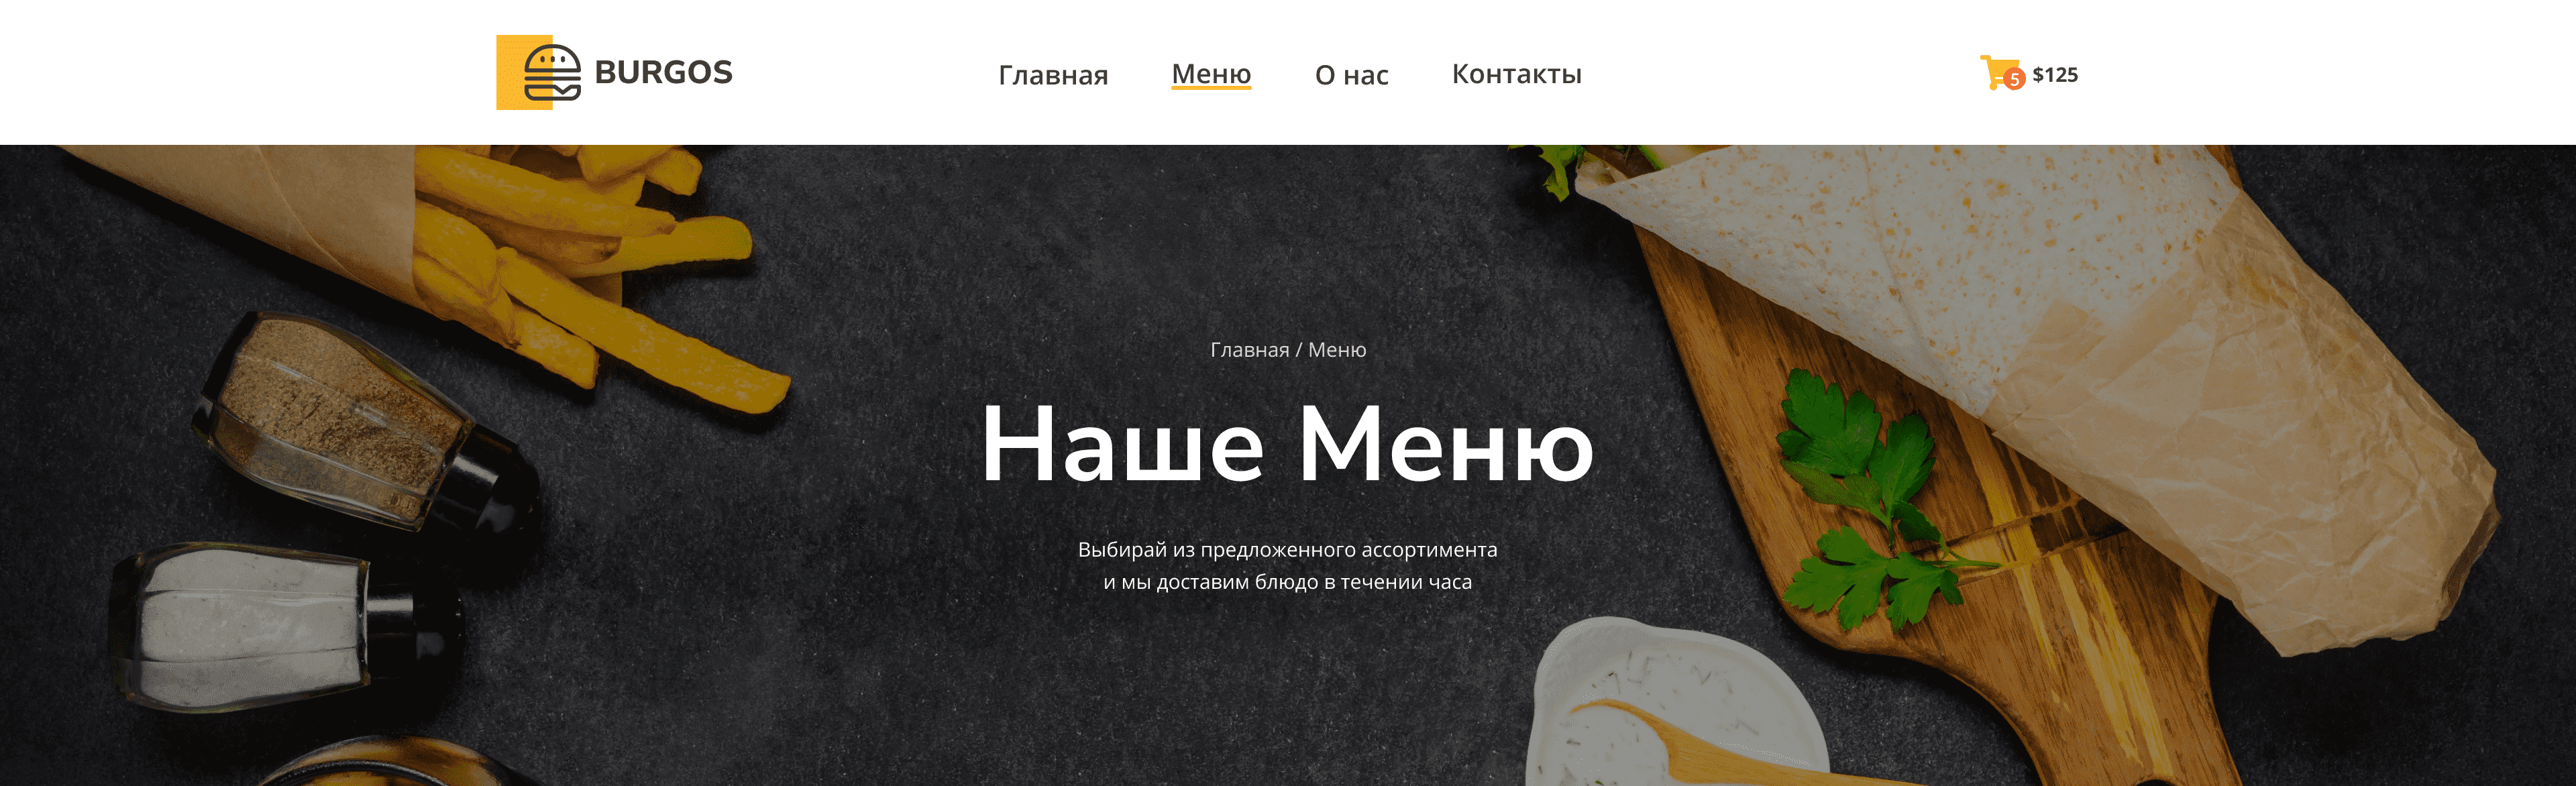 BURGOS
Главная Меню О нас Контакты
5 $125
Главная / Меню
Наше Меню
Выбирай из предложенного ассортимента
и мы доставим блюдо в течении часа